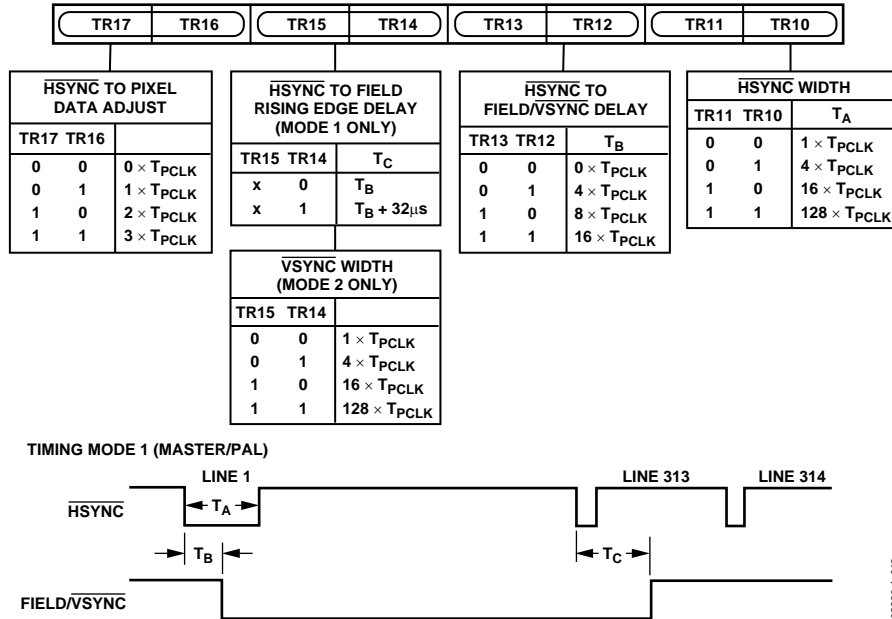 TR17 TR16 TR15 TR14 TR13 TR12 TR11 TR10
HSYNC TO PIXEL
DATA ADJUST
TR17 TR16
0 0 0 × TPCLK
0 1 1 × TPCLK
1 0 2 × TPCLK
1 1 3 × TPCLK
HSYNC TO FIELD
RISING EDGE DELAY
(MODE 1 ONLY)
TR15 TR14 TC
x 0 TB
x 1 TB + 32μs
VSYNC WIDTH
(MODE 2 ONLY)
TR15 TR14
0 0 1 × TPCLK
0 1 4 × TPCLK
1 0 16 × TPCLK
1 1 128 × TPCLK
HSYNC TO
FIELD/VSYNC DELAY
TR13 TR12 TB
0 0 0 × TPCLK
0 1 4 × TPCLK
1 0 8 × TPCLK
1 1 16 × TPCLK
HSYNC WIDTH
TR11 TR10 TA
0 0 1 × TPCLK
0 1 4 × TPCLK
1 0 16 × TPCLK
1 1 128 × TPCLK
TIMING MODE 1 (MASTER/PAL)
LINE 1 LINE 313 LINE 314
HSYNC
TA
TB
TC
FIELD/VSYNC